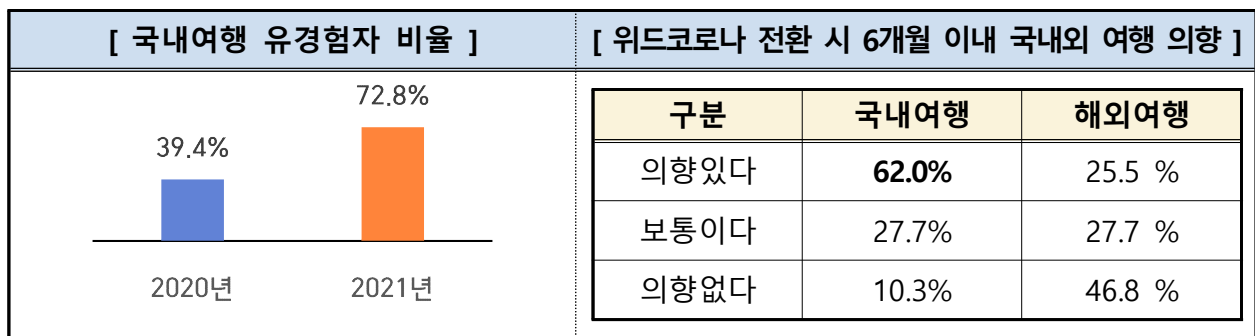 [ 국내여행 유경험자 비율 ]
72.8%
39.4%
2020년 2021년
[ 위드코로나 전환 시 6개월 이내 국내외 여행 의향 ]
구분 국내여행 해외여행
의향있다 62.0% 25.5 %
보통이다 27.7% 27.7 %
의향없다 10.3% 46.8 %